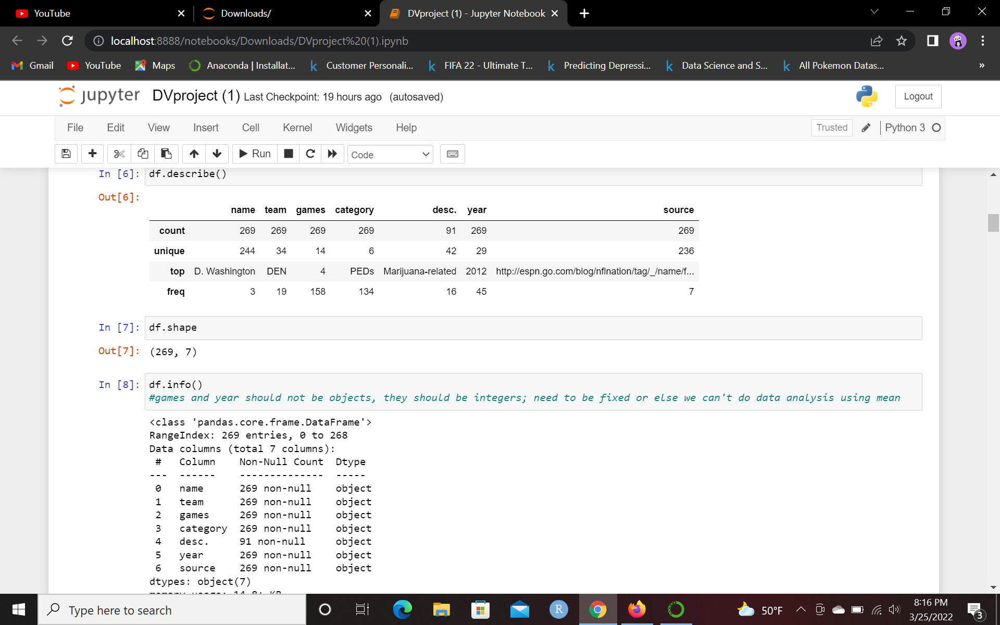 YouTube
Downloads/
DVproject (1) - Jupyter Notebook
localhost:8888/notebooks/Downloads/DVproject%20(1).ipynb
Gmail YouTube Maps Anaconda | Installat... Customer Personali... FIFA 22 - Ultimate T... Predicting Depressi... Data Science and S... All Pokemon Datas... »
jupyter DVproject (1) Last Checkpoint: 19 hours ago (autosaved)
Logout
File Edit View Insert Cell Kernel Widgets Help
Trusted
Python 3
Run
Code
In [6]: df.describe()
Out[6]:
name team games category desc. year source
count 269 269 269 269 91 269 269
unique 244 34 14 6 42 29 236
top D. Washington DEN 4 PEDs Marijuana-related 2012 http://espn.go.com/blog/nflnation/tag/_/name/f...
freq 3 19 158 134 16 45 7
In [7]: df.shape
Out[7]: (269, 7)
In [8]: df.info()
#games and year should not be objects, they should be integers; need to be fixed or else we can't do data analysis using mean
<class 'pandas.core.frame.DataFrame'>
RangeIndex: 269 entries, 0 to 268
Data columns (total 7 columns):
# Column Non-Null Count Dtype
--- ------ -------------- -----
0 name 269 non-null object
1 team 269 non-null object
2 games 269 non-null object
3 category 269 non-null object
4 desc. 91 non-null object
5 year 269 non-null object
6 source 269 non-null object
dtypes: object(7)
memory usage: 14.8+ KB
Type here to search
R
50°F
8:16 PM
3/25/2022
3